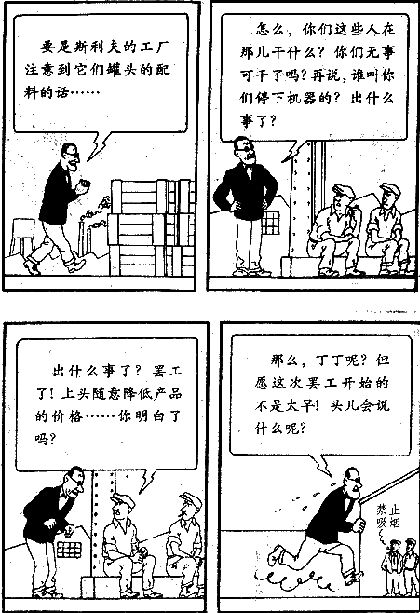 要是斯利夫的工厂
注意到它们罐头的配
料的话……
怎么，你们这些人在
那儿干什么？你们无事
可干了吗？再说，谁叫你
们停下机器的？出什么
事了？
出什么事了？罢工
了！上头随意降低产品
的价格……你明白了
吗？
那么，丁丁呢？但
愿这次罢工开始的
不是太早！头儿会说
什么呢？
禁止
吸烟